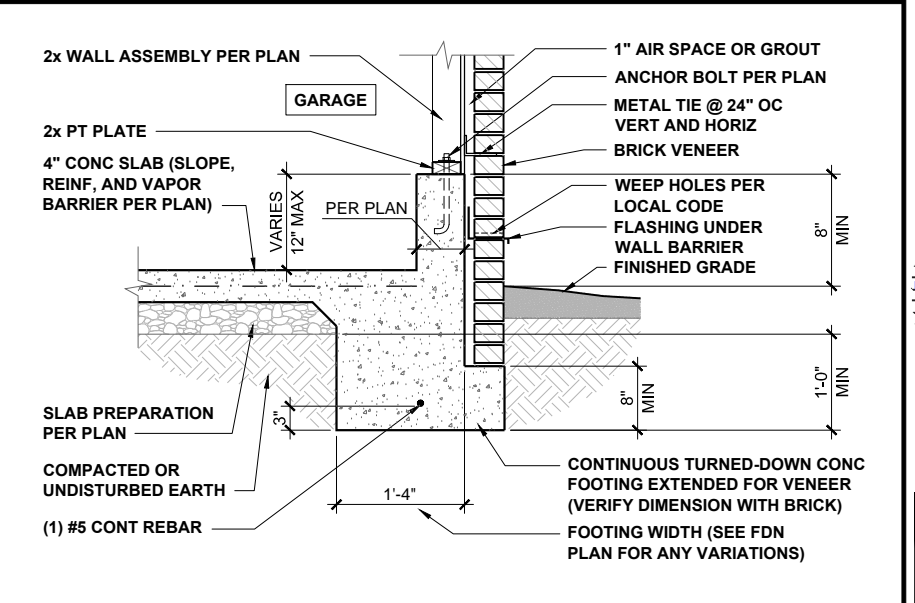 2x WALL ASSEMBLY PER PLAN
GARAGE
2x PT PLATE
4" CONC SLAB (SLOPE,
REINF, AND VAPOR
BARRIER PER PLAN)
VARIES
12" MAX
PER PLAN
1" AIR SPACE OR GROUT
ANCHOR BOLT PER PLAN
METAL TIE @ 24" OC
VERT AND HORIZ
BRICK VENEER
WEEP HOLES PER
LOCAL CODE
FLASHING UNDER
WALL BARRIER
FINISHED GRADE
8"
MIN
1'-0"
MIN
8"
MIN
3"
SLAB PREPARATION
PER PLAN
COMPACTED OR
UNDISTURBED EARTH
(1) #5 CONT REBAR
1'-4"
CONTINUOUS TURNED-DOWN CONC
FOOTING EXTENDED FOR VENEER
(VERIFY DIMENSION WITH BRICK)
FOOTING WIDTH (SEE FDN
PLAN FOR ANY VARIATIONS)